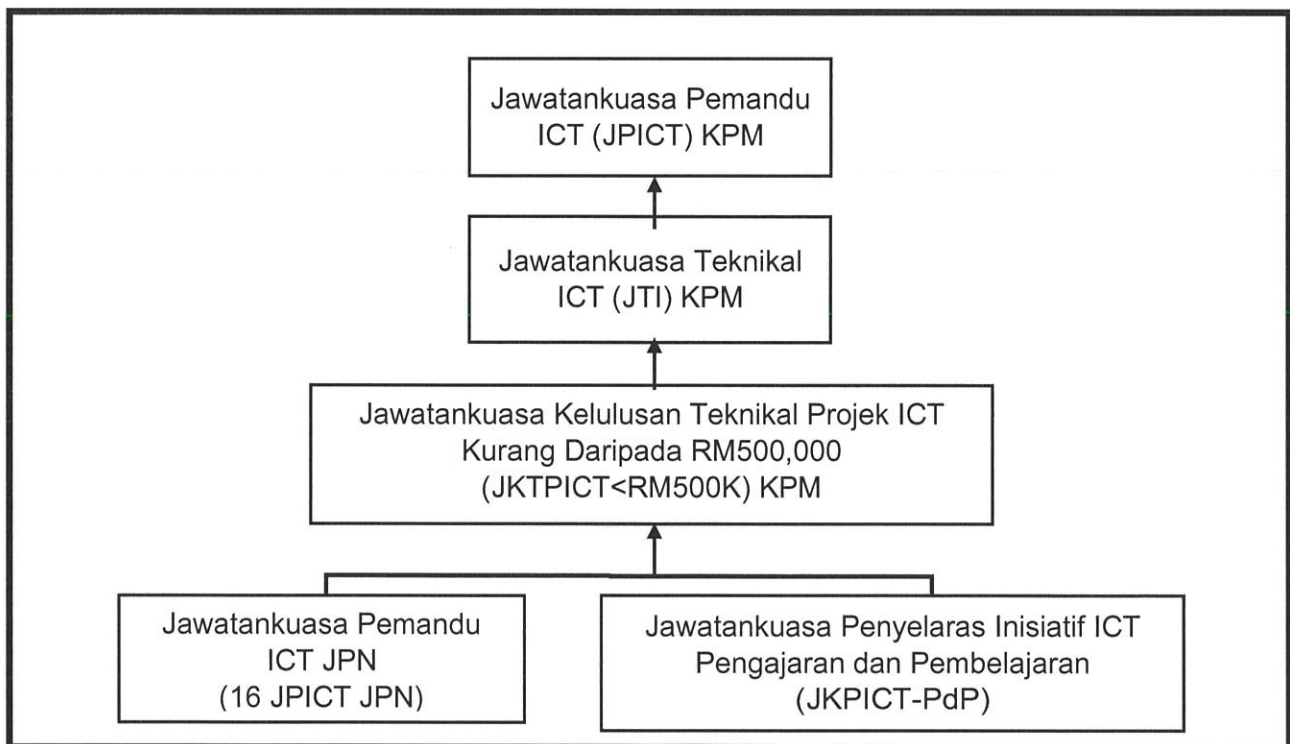 Jawatankuasa Pemandu
ICT (JPICT) KPM
Jawatankuasa Teknikal
ICT (JTI) KPM
Jawatankuasa Kelulusan Teknikal Projek ICT
Kurang Daripada RM500,000
(JKTPICT<RM500K) KPM
Jawatankuasa Pemandu
ICT JPN
(16 JPICT JPN)
Jawatankuasa Penyelaras Inisiatif ICT
Pengajaran dan Pembelajaran
(JKPICT-PdP)